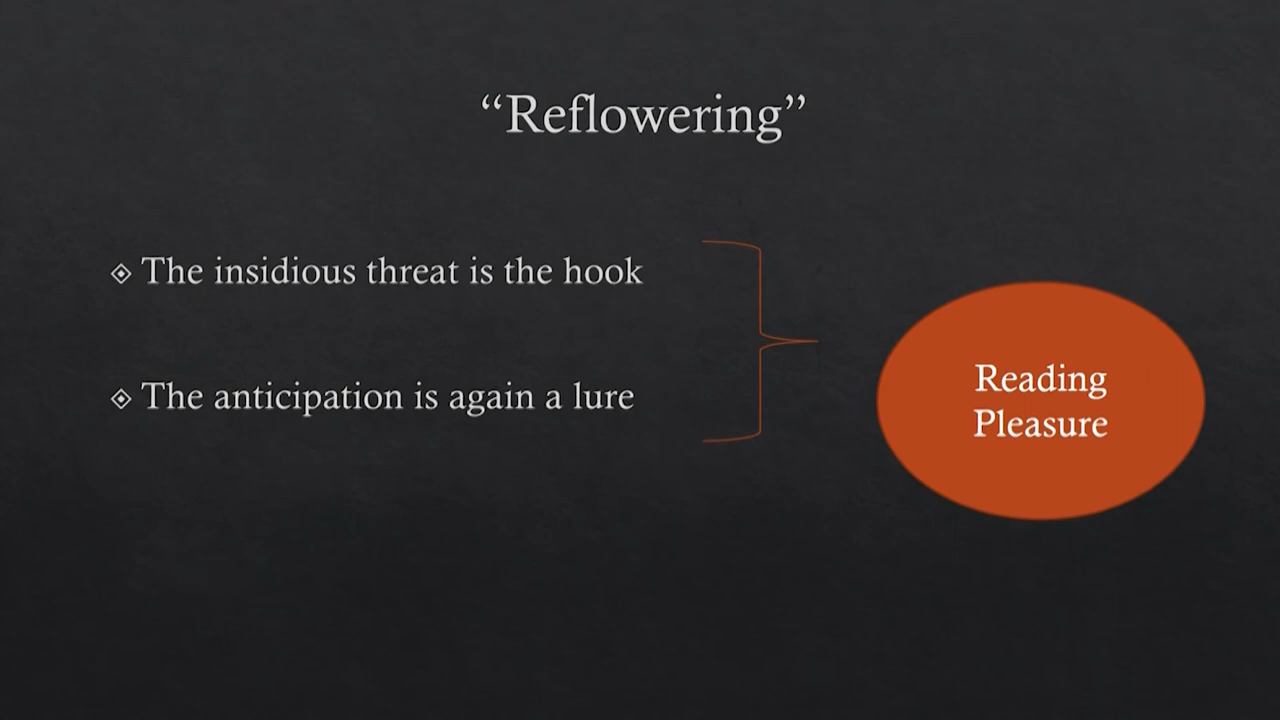 “Reflowering”
The insidious threat is the hook
The anticipation is again a lure
Reading
Pleasure